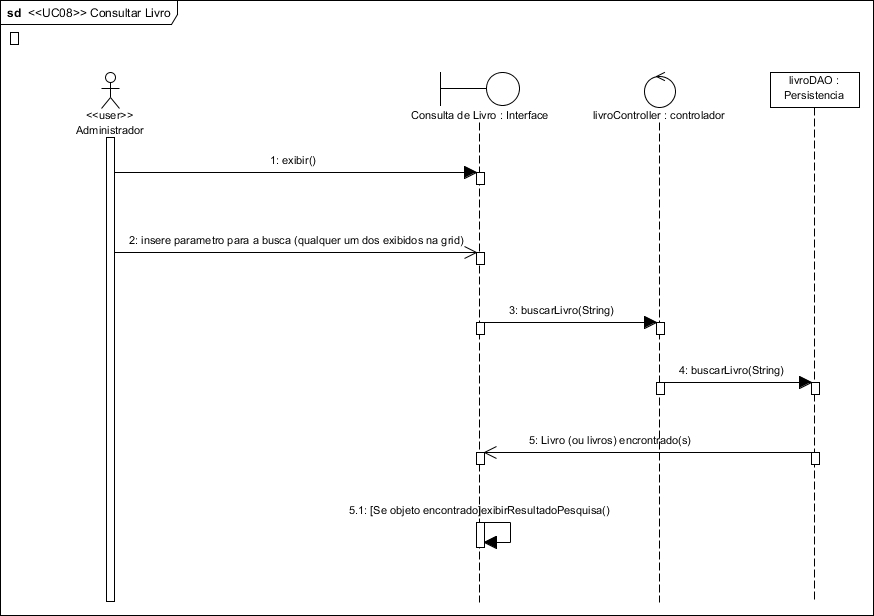 sd <<UC08>> Consultar Livro
<<user>>
Administrador
Consulta de Livro : Interface
livroController : controlador
livroDAO :
Persistencia
1: exibir()
2: insere parametro para a busca (qualquer um dos exibidos na grid)
3: buscarLivro(String)
4: buscarLivro(String)
5: Livro (ou livros) encrontrado(s)
5.1: [Se objeto encontrado]exibirResultadoPesquisa()